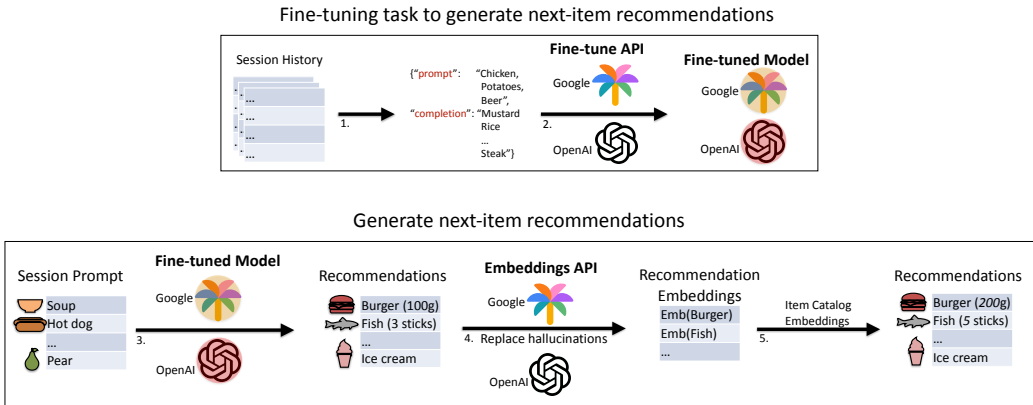 Fine-tuning task to generate next-item recommendations
Session History
...
...
...
...
1.
{"prompt": "Chicken,
Potatoes,
Beer",
"completion": "Mustard
Rice
...
Steak"}
Fine-tune API
Google
2.
OpenAI
Fine-tuned Model
Google
OpenAI
Generate next-item recommendations
Session Prompt
Soup
Hot dog
...
Pear
Fine-tuned Model
Google
3.
OpenAI
Recommendations
Burger (100g)
Fish (3 sticks)
...
Ice cream
Embeddings API
Google
4. Replace hallucinations
OpenAI
Recommendation
Embeddings
Emb(Burger)
Emb(Fish)
...
Item Catalog
Embeddings
5.
Recommendations
Burger (200g)
Fish (5 sticks)
...
Ice cream